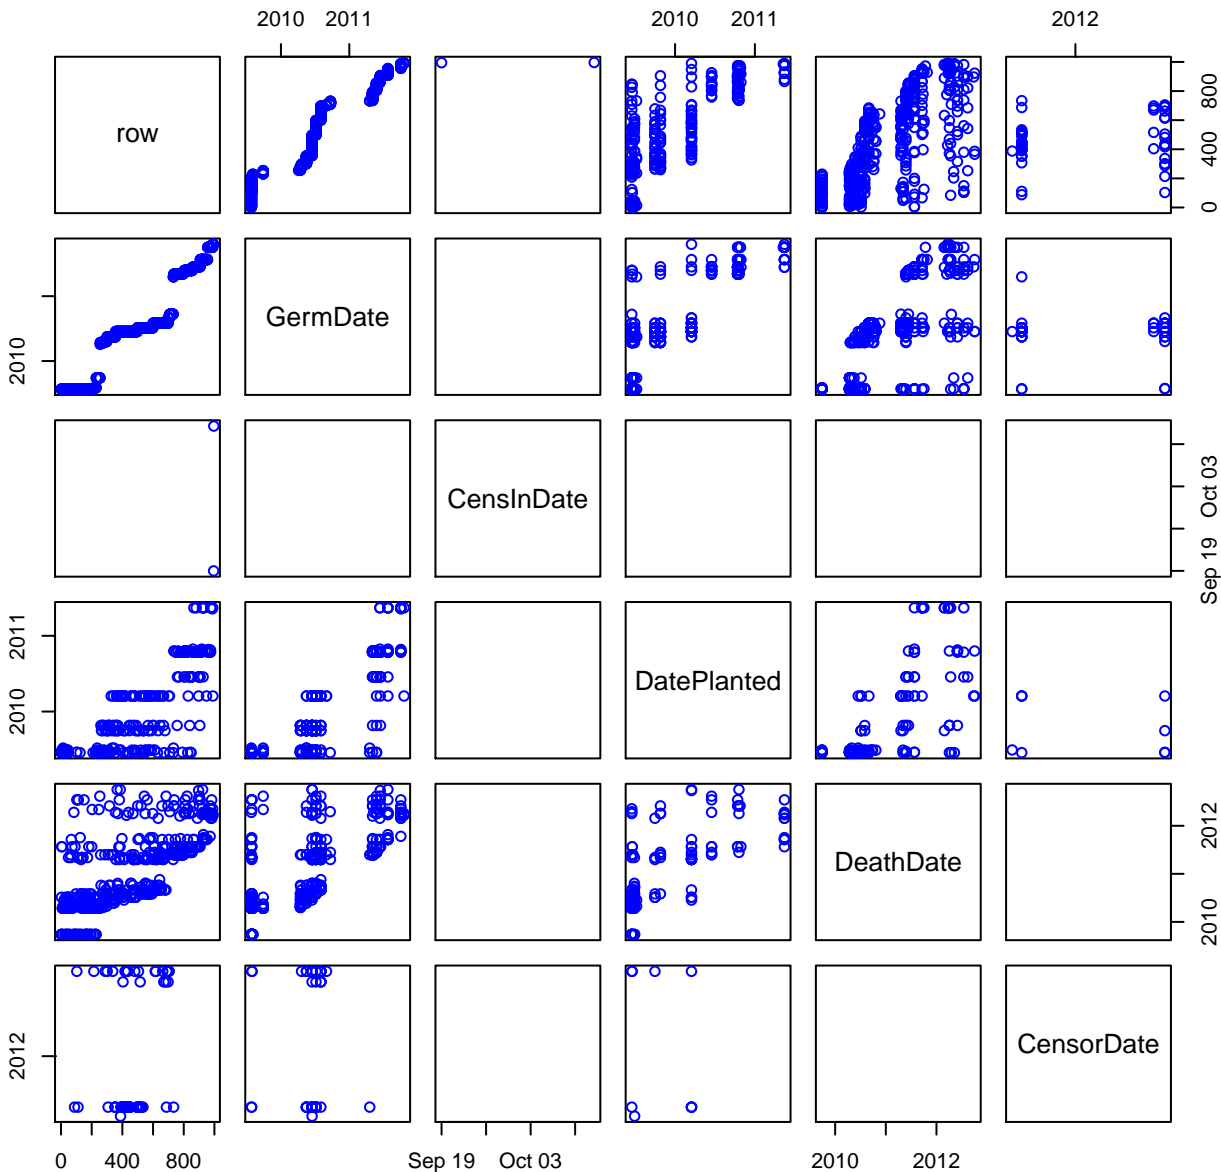 2010 2011 2010 2011 2012
row
0 400 800
GermDate
2010
CensInDate
Sep 19 Oct 03
DatePlanted
2010 2011
DeathDate
2010 2012
CensorDate
2012
0 400 800 Sep 19 Oct 03 2010 2012